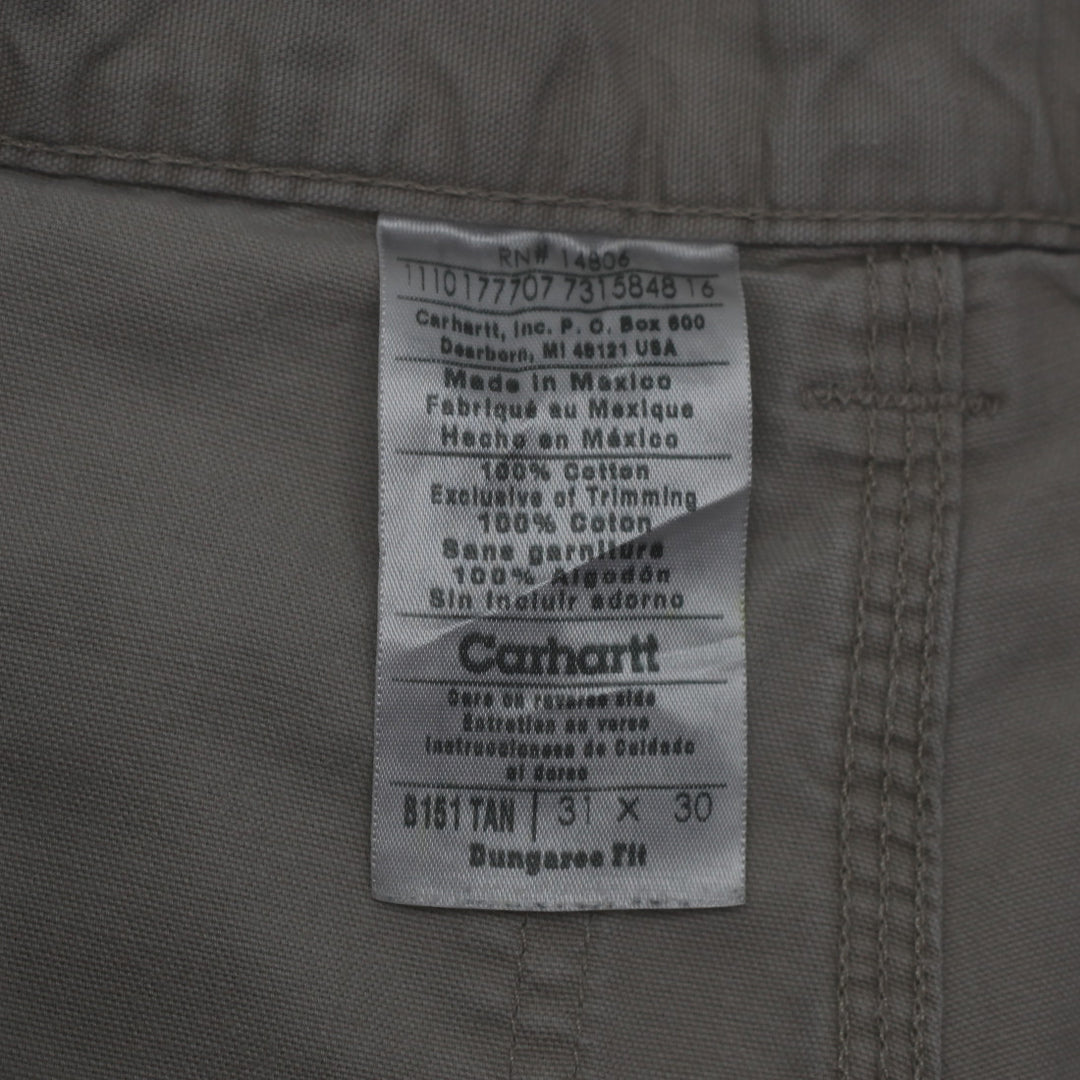 RN# 14806
1110177707 7315848 16
Carhartt, Inc. P. O. Box 600
Dearborn, MI 48121 USA
Made in Mexico
Fabriqué au Mexique
Hecho en México
100% Cotton
Exclusive of Trimming
100% Coton
Sans garniture
100% Algodón
Sin incluir adorno
Carhartt
Care on reverse side
Entretien au verso
Instrucciones de Cuidado
al dorso
B151 TAN | 31 X 30
Dungaree Fit